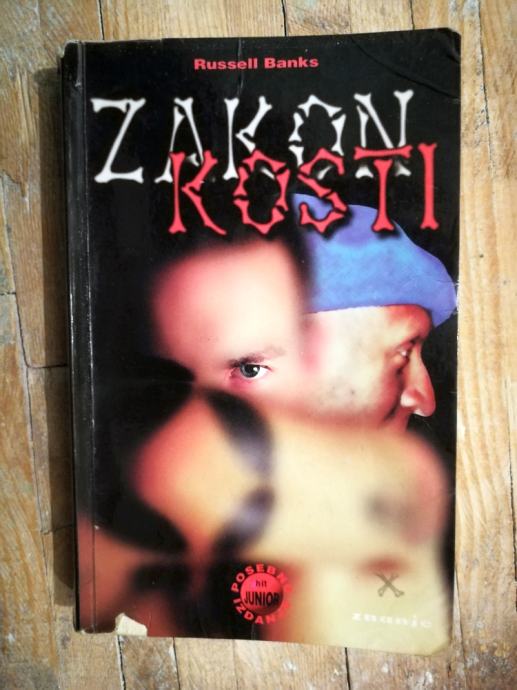 Russell Banks
ZAKON
KOSTI
POSEBNO
hit
JUNIOR
IZDANJE
znanje